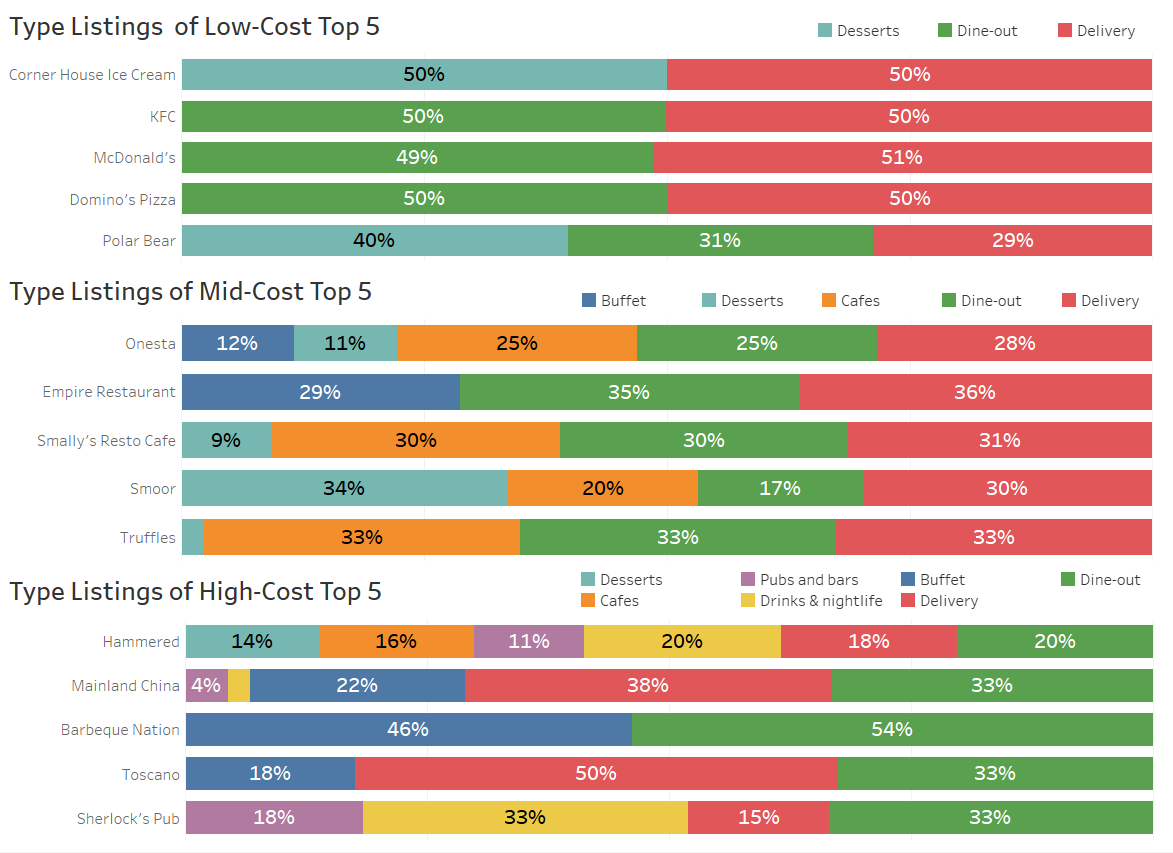 Type Listings of Low-Cost Top 5
Desserts Dine-out Delivery
Corner House Ice Cream 50% 50%
KFC 50% 50%
McDonald's 49% 51%
Domino's Pizza 50% 50%
Polar Bear 40% 31% 29%
Type Listings of Mid-Cost Top 5
Buffet Desserts Cafes Dine-out Delivery
Onesta 12% 11% 25% 25% 28%
Empire Restaurant 29% 35% 36%
Smally's Resto Cafe 9% 30% 30% 31%
Smoor 34% 20% 17% 30%
Truffles 33% 33% 33%
Type Listings of High-Cost Top 5
Desserts Pubs and bars Buffet Dine-out
Cafes Drinks & nightlife Delivery
Hammered 14% 16% 11% 20% 18% 20%
Mainland China 4% 22% 38% 33%
Barbeque Nation 46% 54%
Toscano 18% 50% 33%
Sherlock's Pub 18% 33% 15% 33%